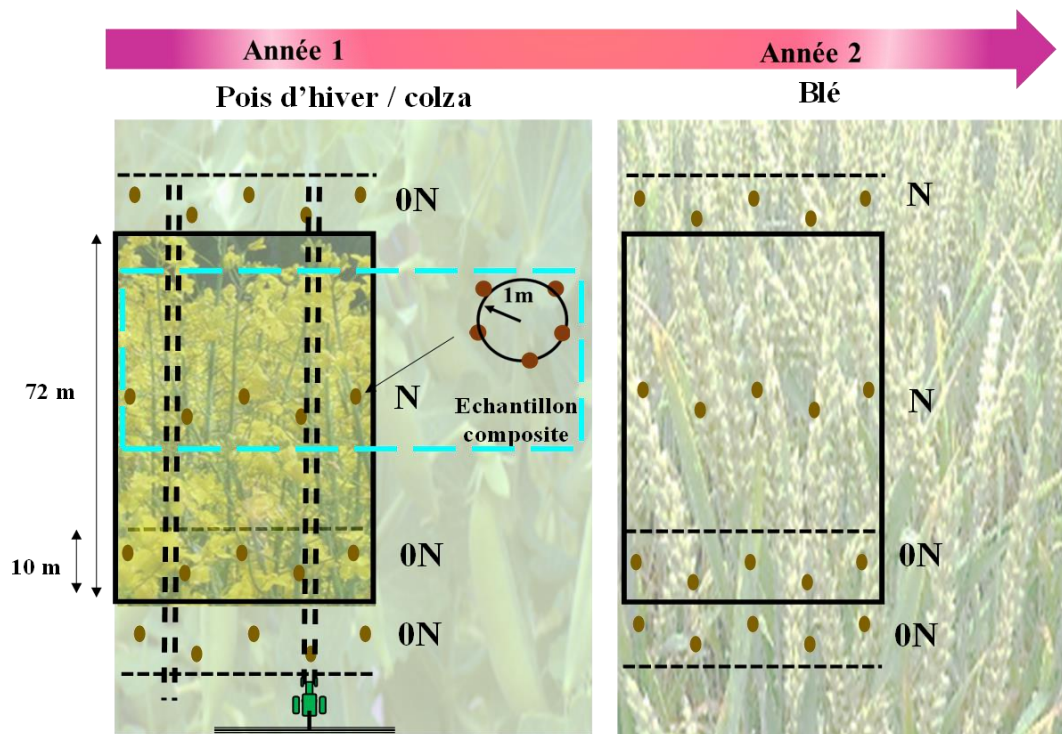 Année 1
Année 2
Pois d'hiver / colza
Blé
0N
N
1m
72 m
N
N
Echantillon
composite
10 m
0N
0N
0N
0N